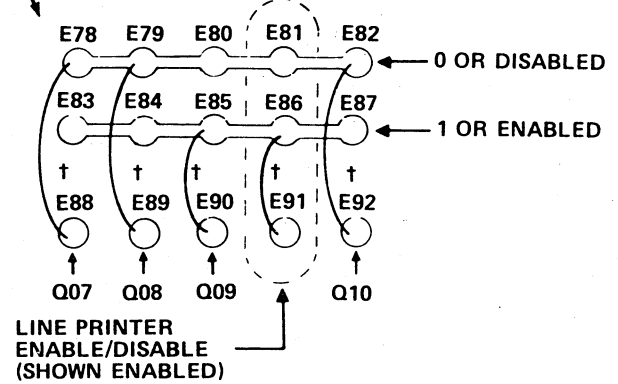 E78 E79 E80 E81 E82
0 OR DISABLED
E83 E84 E85 E86 E87
1 OR ENABLED
† † † † †
E88 E89 E90 E91 E92
Q07 Q08 Q09 Q10
LINE PRINTER
ENABLE/DISABLE
(SHOWN ENABLED)